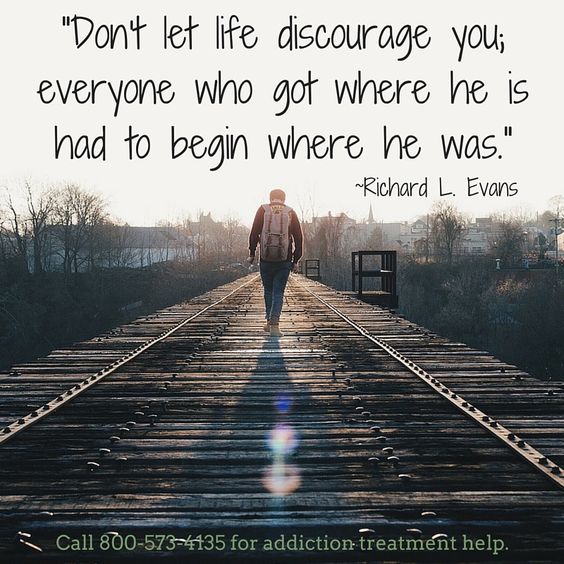 "Don't let life discourage you;
everyone who got where he is
had to begin where he was."
~Richard L. Evans
Call 800-573-4135 for addiction treatment help.